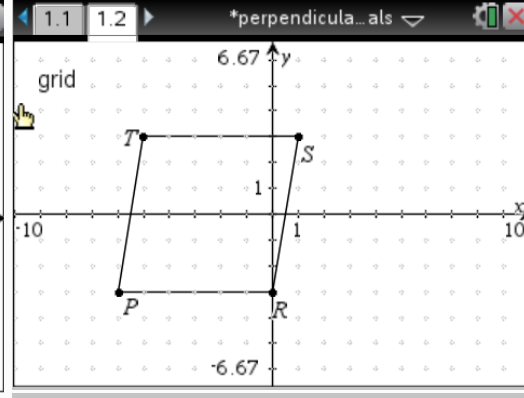 1.1 1.2 *perpendicula...als
6.67 y
grid
T
S
1
x
-10 1 10
P R
-6.67